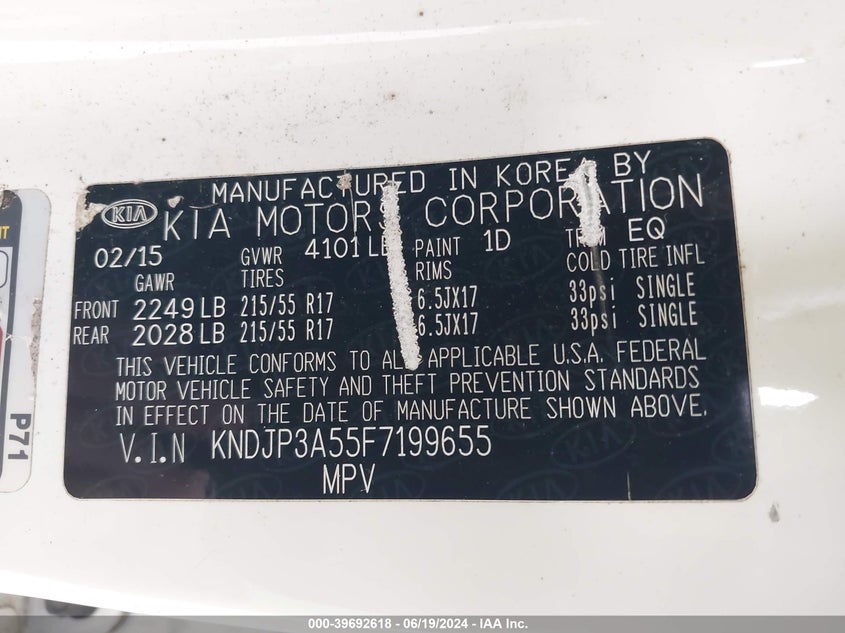 MANUFACTURED IN KOREA BY
KIA
KIA MOTORS CORPORATION
02/15 GVWR 4101 LB PAINT 1D TRIM EQ
GAWR TIRES RIMS COLD TIRE INFL
FRONT 2249 LB 215/55 R17 6.5JX17 33psi SINGLE
REAR 2028 LB 215/55 R17 6.5JX17 33psi SINGLE
THIS VEHICLE CONFORMS TO ALL APPLICABLE U.S.A. FEDERAL
MOTOR VEHICLE SAFETY AND THEFT PREVENTION STANDARDS
IN EFFECT ON THE DATE OF MANUFACTURE SHOWN ABOVE.
V.I.N KNDJP3A55F7199655
MPV
P71
000-39692618 - 06/19/2024 - IAA Inc.